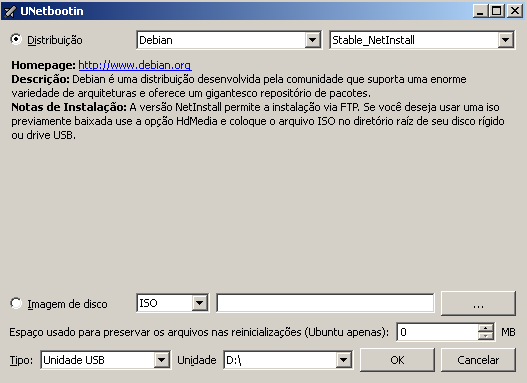 UNetbootin
Distribuição Debian Stable_NetInstall
Homepage: http://www.debian.org
Descrição: Debian é uma distribuição desenvolvida pela comunidade que suporta uma enorme
variedade de arquiteturas e oferece um gigantesco repositório de pacotes.
Notas de Instalação: A versão NetInstall permite a instalação via FTP. Se você deseja usar uma iso
previamente baixada use a opção HdMedia e coloque o arquivo ISO no diretório raíz de seu disco rígido
ou drive USB.
Imagem de disco ISO ...
Espaço usado para preservar os arquivos nas reinicializações (Ubuntu apenas): 0 MB
Tipo: Unidade USB Unidade D:\ OK Cancelar